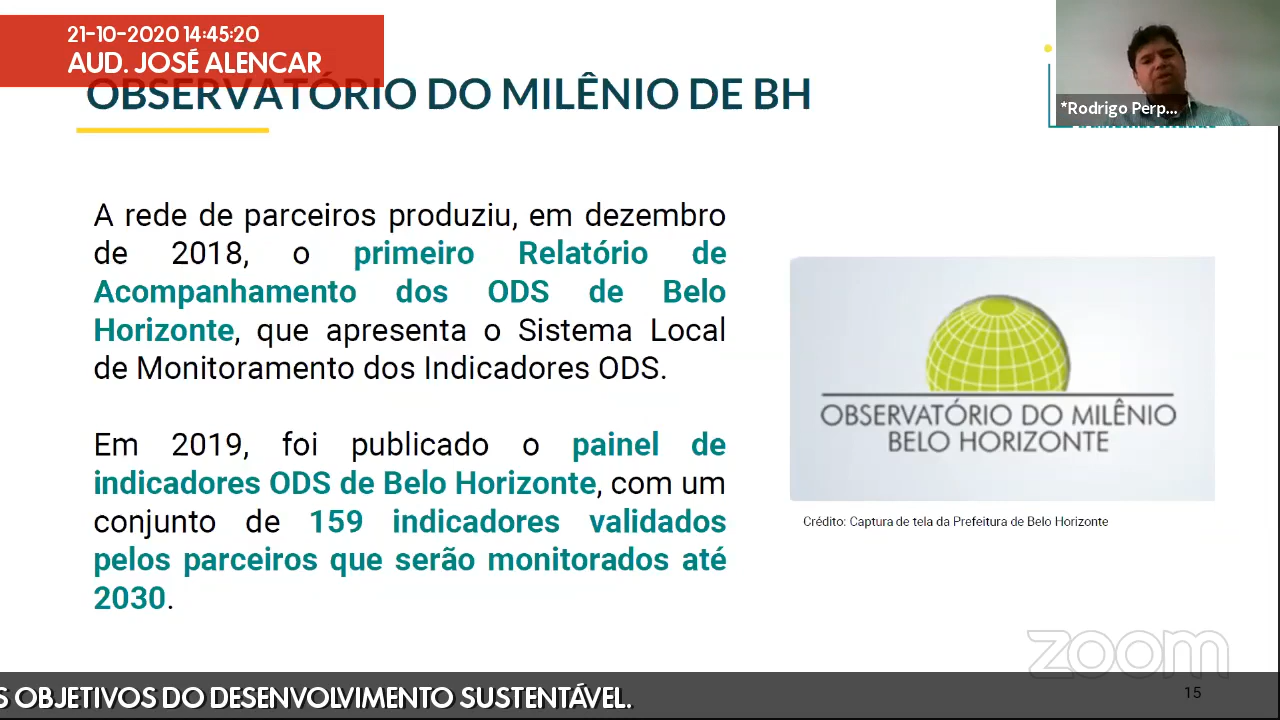 21-10-2020 14:45:20
AUD. JOSÉ ALENCAR
OBSERVATÓRIO DO MILÊNIO DE BH
*Rodrigo Perp...
A rede de parceiros produziu, em dezembro
de 2018, o primeiro Relatório de
Acompanhamento dos ODS de Belo
Horizonte, que apresenta o Sistema Local
de Monitoramento dos Indicadores ODS.
Em 2019, foi publicado o painel de
indicadores ODS de Belo Horizonte, com um
conjunto de 159 indicadores validados
pelos parceiros que serão monitorados até
2030.
OBSERVATÓRIO DO MILÊNIO
BELO HORIZONTE
Crédito: Captura de tela da Prefeitura de Belo Horizonte
zoom
S OBJETIVOS DO DESENVOLVIMENTO SUSTENTÁVEL.
15